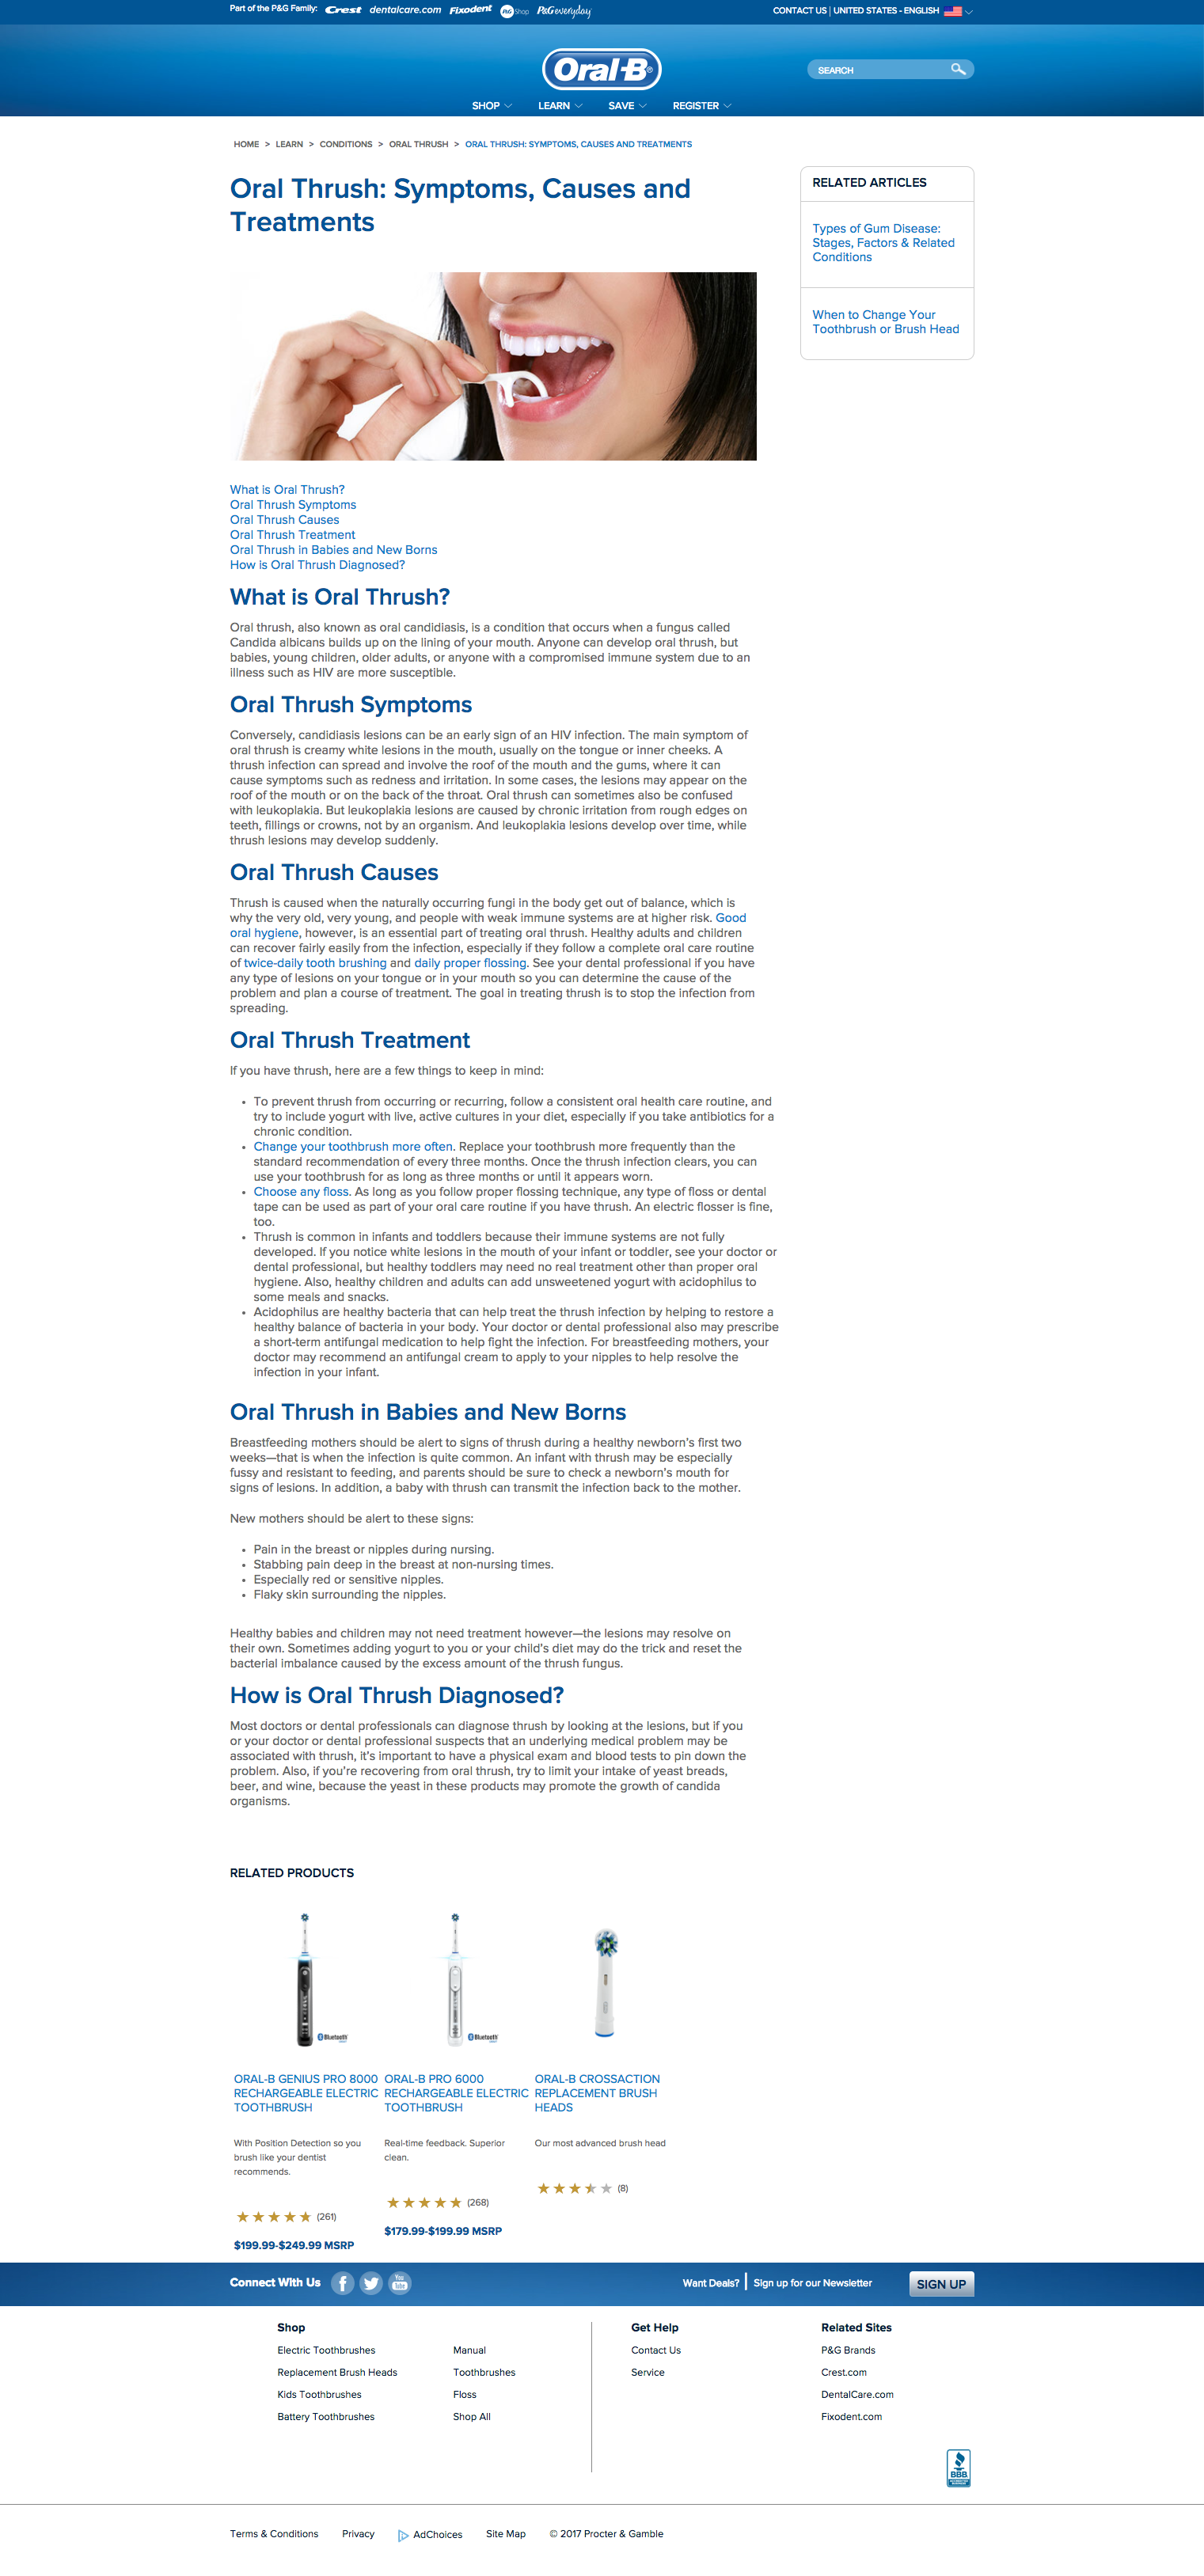 Part of the P&G Family: Crest dentalcare.com Fixodent P&G Shop P&G everyday
CONTACT US | UNITED STATES - ENGLISH
Oral-B®
SEARCH
SHOP LEARN SAVE REGISTER
HOME > LEARN > CONDITIONS > ORAL THRUSH > ORAL THRUSH: SYMPTOMS, CAUSES AND TREATMENTS
Oral Thrush: Symptoms, Causes and
Treatments
RELATED ARTICLES
Types of Gum Disease:
Stages, Factors & Related
Conditions
When to Change Your
Toothbrush or Brush Head
What is Oral Thrush?
Oral Thrush Symptoms
Oral Thrush Causes
Oral Thrush Treatment
Oral Thrush in Babies and New Borns
How is Oral Thrush Diagnosed?
What is Oral Thrush?
Oral thrush, also known as oral candidiasis, is a condition that occurs when a fungus called
Candida albicans builds up on the lining of your mouth. Anyone can develop oral thrush, but
babies, young children, older adults, or anyone with a compromised immune system due to an
illness such as HIV are more susceptible.
Oral Thrush Symptoms
Conversely, candidiasis lesions can be an early sign of an HIV infection. The main symptom of
oral thrush is creamy white lesions in the mouth, usually on the tongue or inner cheeks. A
thrush infection can spread and involve the roof of the mouth and the gums, where it can
cause symptoms such as redness and irritation. In some cases, the lesions may appear on the
roof of the mouth or on the back of the throat. Oral thrush can sometimes also be confused
with leukoplakia. But leukoplakia lesions are caused by chronic irritation from rough edges on
teeth, fillings or crowns, not by an organism. And leukoplakia lesions develop over time, while
thrush lesions may develop suddenly.
Oral Thrush Causes
Thrush is caused when the naturally occurring fungi in the body get out of balance, which is
why the very old, very young, and people with weak immune systems are at higher risk. Good
oral hygiene, however, is an essential part of treating oral thrush. Healthy adults and children
can recover fairly easily from the infection, especially if they follow a complete oral care routine
of twice-daily tooth brushing and daily proper flossing. See your dental professional if you have
any type of lesions on your tongue or in your mouth so you can determine the cause of the
problem and plan a course of treatment. The goal in treating thrush is to stop the infection from
spreading.
Oral Thrush Treatment
If you have thrush, here are a few things to keep in mind:
• To prevent thrush from occurring or recurring, follow a consistent oral health care routine, and
try to include yogurt with live, active cultures in your diet, especially if you take antibiotics for a
chronic condition.
• Change your toothbrush more often. Replace your toothbrush more frequently than the
standard recommendation of every three months. Once the thrush infection clears, you can
use your toothbrush for as long as three months or until it appears worn.
• Choose any floss. As long as you follow proper flossing technique, any type of floss or dental
tape can be used as part of your oral care routine if you have thrush. An electric flosser is fine,
too.
• Thrush is common in infants and toddlers because their immune systems are not fully
developed. If you notice white lesions in the mouth of your infant or toddler, see your doctor or
dental professional, but healthy toddlers may need no real treatment other than proper oral
hygiene. Also, healthy children and adults can add unsweetened yogurt with acidophilus to
some meals and snacks.
• Acidophilus are healthy bacteria that can help treat the thrush infection by helping to restore a
healthy balance of bacteria in your body. Your doctor or dental professional also may prescribe
a short-term antifungal medication to help fight the infection. For breastfeeding mothers, your
doctor may recommend an antifungal cream to apply to your nipples to help resolve the
infection in your infant.
Oral Thrush in Babies and New Borns
Breastfeeding mothers should be alert to signs of thrush during a healthy newborn's first two
weeks—that is when the infection is quite common. An infant with thrush may be especially
fussy and resistant to feeding, and parents should be sure to check a newborn's mouth for
signs of lesions. In addition, a baby with thrush can transmit the infection back to the mother.
New mothers should be alert to these signs:
• Pain in the breast or nipples during nursing.
• Stabbing pain deep in the breast at non-nursing times.
• Especially red or sensitive nipples.
• Flaky skin surrounding the nipples.
Healthy babies and children may not need treatment however—the lesions may resolve on
their own. Sometimes adding yogurt to you or your child's diet may do the trick and reset the
bacterial imbalance caused by the excess amount of the thrush fungus.
How is Oral Thrush Diagnosed?
Most doctors or dental professionals can diagnose thrush by looking at the lesions, but if you
or your doctor or dental professional suspects that an underlying medical problem may be
associated with thrush, it's important to have a physical exam and blood tests to pin down the
problem. Also, if you're recovering from oral thrush, try to limit your intake of yeast breads,
beer, and wine, because the yeast in these products may promote the growth of candida
organisms.
RELATED PRODUCTS
Bluetooth
Bluetooth
ORAL-B GENIUS PRO 8000
RECHARGEABLE ELECTRIC
TOOTHBRUSH
With Position Detection so you
brush like your dentist
recommends.
(261)
$199.99-$249.99 MSRP
ORAL-B PRO 6000
RECHARGEABLE ELECTRIC
TOOTHBRUSH
Real-time feedback. Superior
clean.
(268)
$179.99-$199.99 MSRP
ORAL-B CROSSACTION
REPLACEMENT BRUSH
HEADS
Our most advanced brush head
(8)
Connect With Us
You Tube
Want Deals? | Sign up for our Newsletter
SIGN UP
Shop
Electric Toothbrushes
Replacement Brush Heads
Kids Toothbrushes
Battery Toothbrushes
Manual
Toothbrushes
Floss
Shop All
Get Help
Contact Us
Service
Related Sites
P&G Brands
Crest.com
DentalCare.com
Fixodent.com
BBB
Terms & Conditions Privacy AdChoices Site Map © 2017 Procter & Gamble